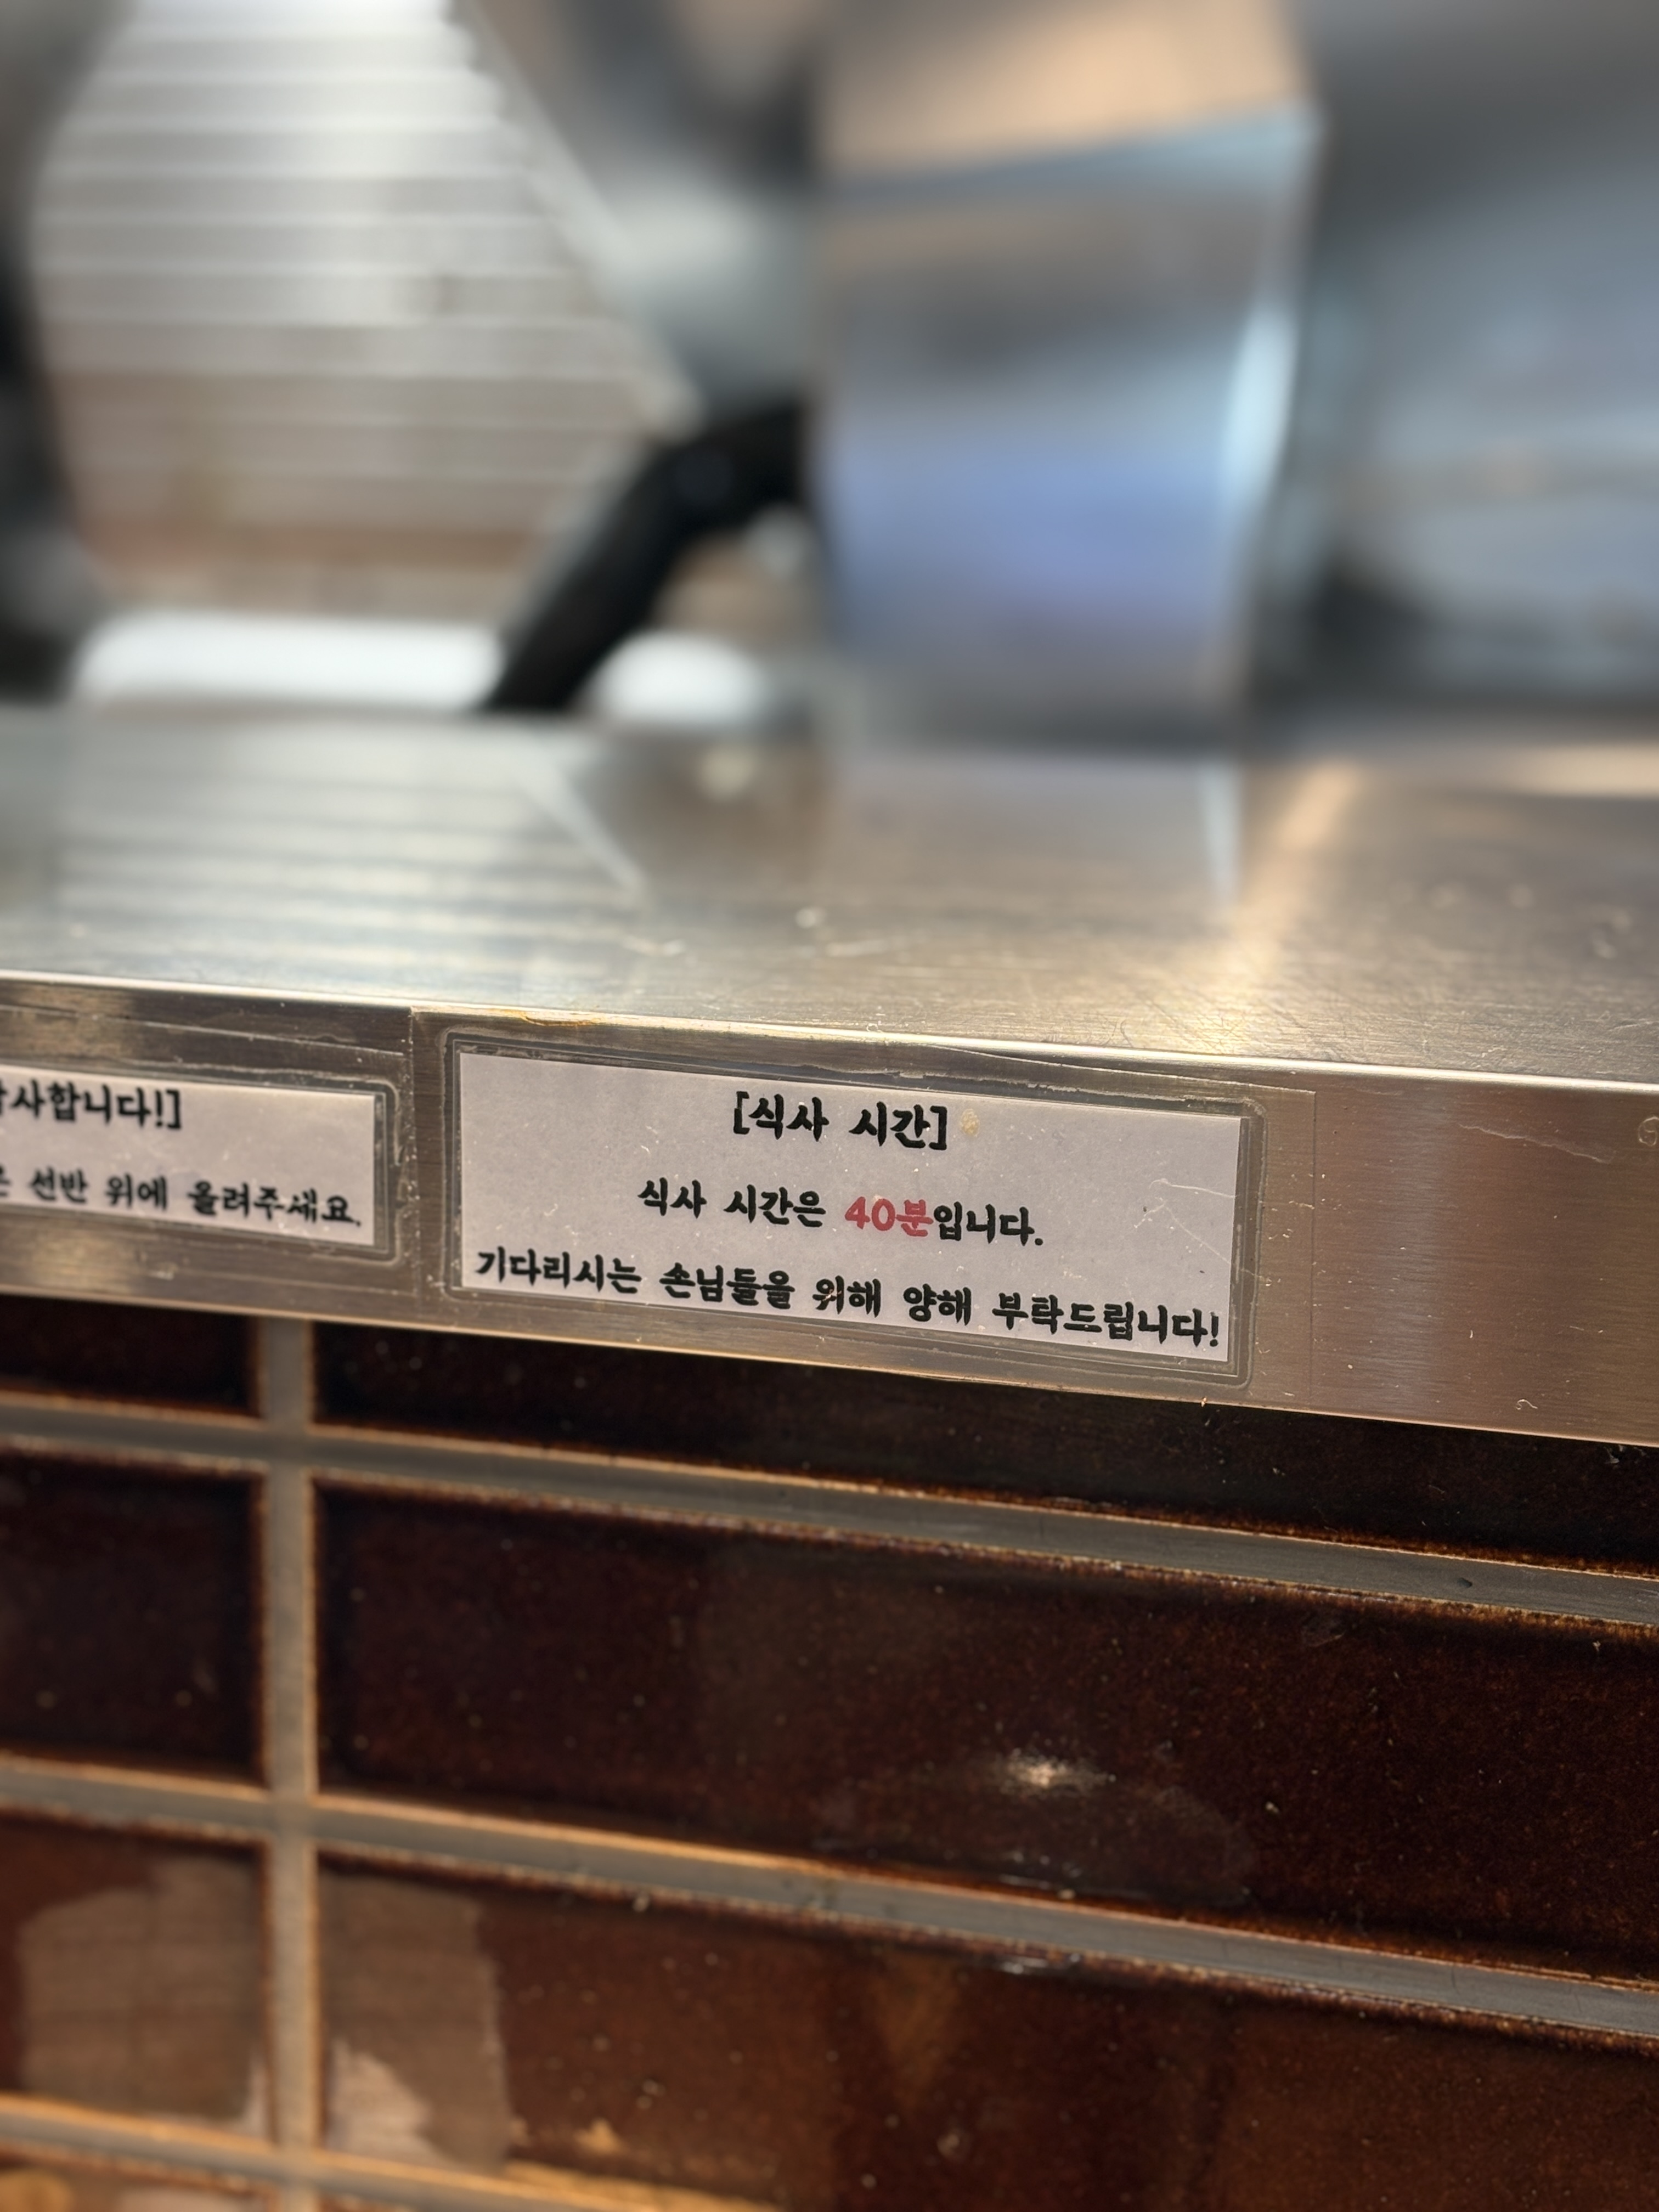 감사합니다!]
선반 위에 올려주세요.
[식사 시간]
식사 시간은 40분입니다.
기다리시는 손님들을 위해 양해 부탁드립니다!